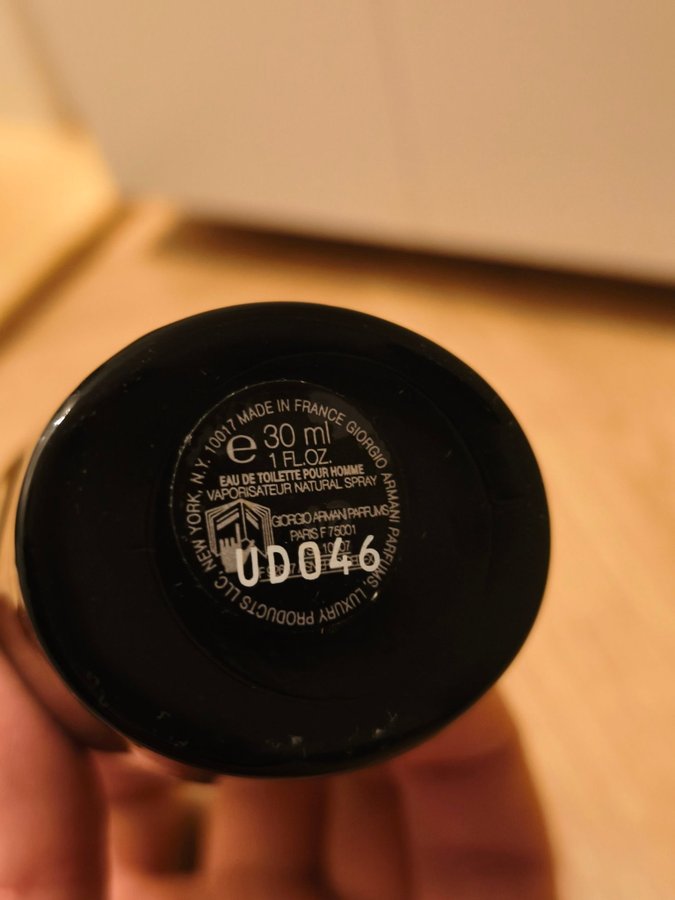 MADE IN FRANCE GIORGIO ARMANI PARFUMS, LUXURY PRODUCTS LLC, NEW YORK, N.Y. 10017
e 30 ml
1 FL.OZ.
EAU DE TOILETTE POUR HOMME
VAPORISATEUR NATURAL SPRAY
GIORGIO ARMANI PARFUMS
PARIS F 75001
UD046